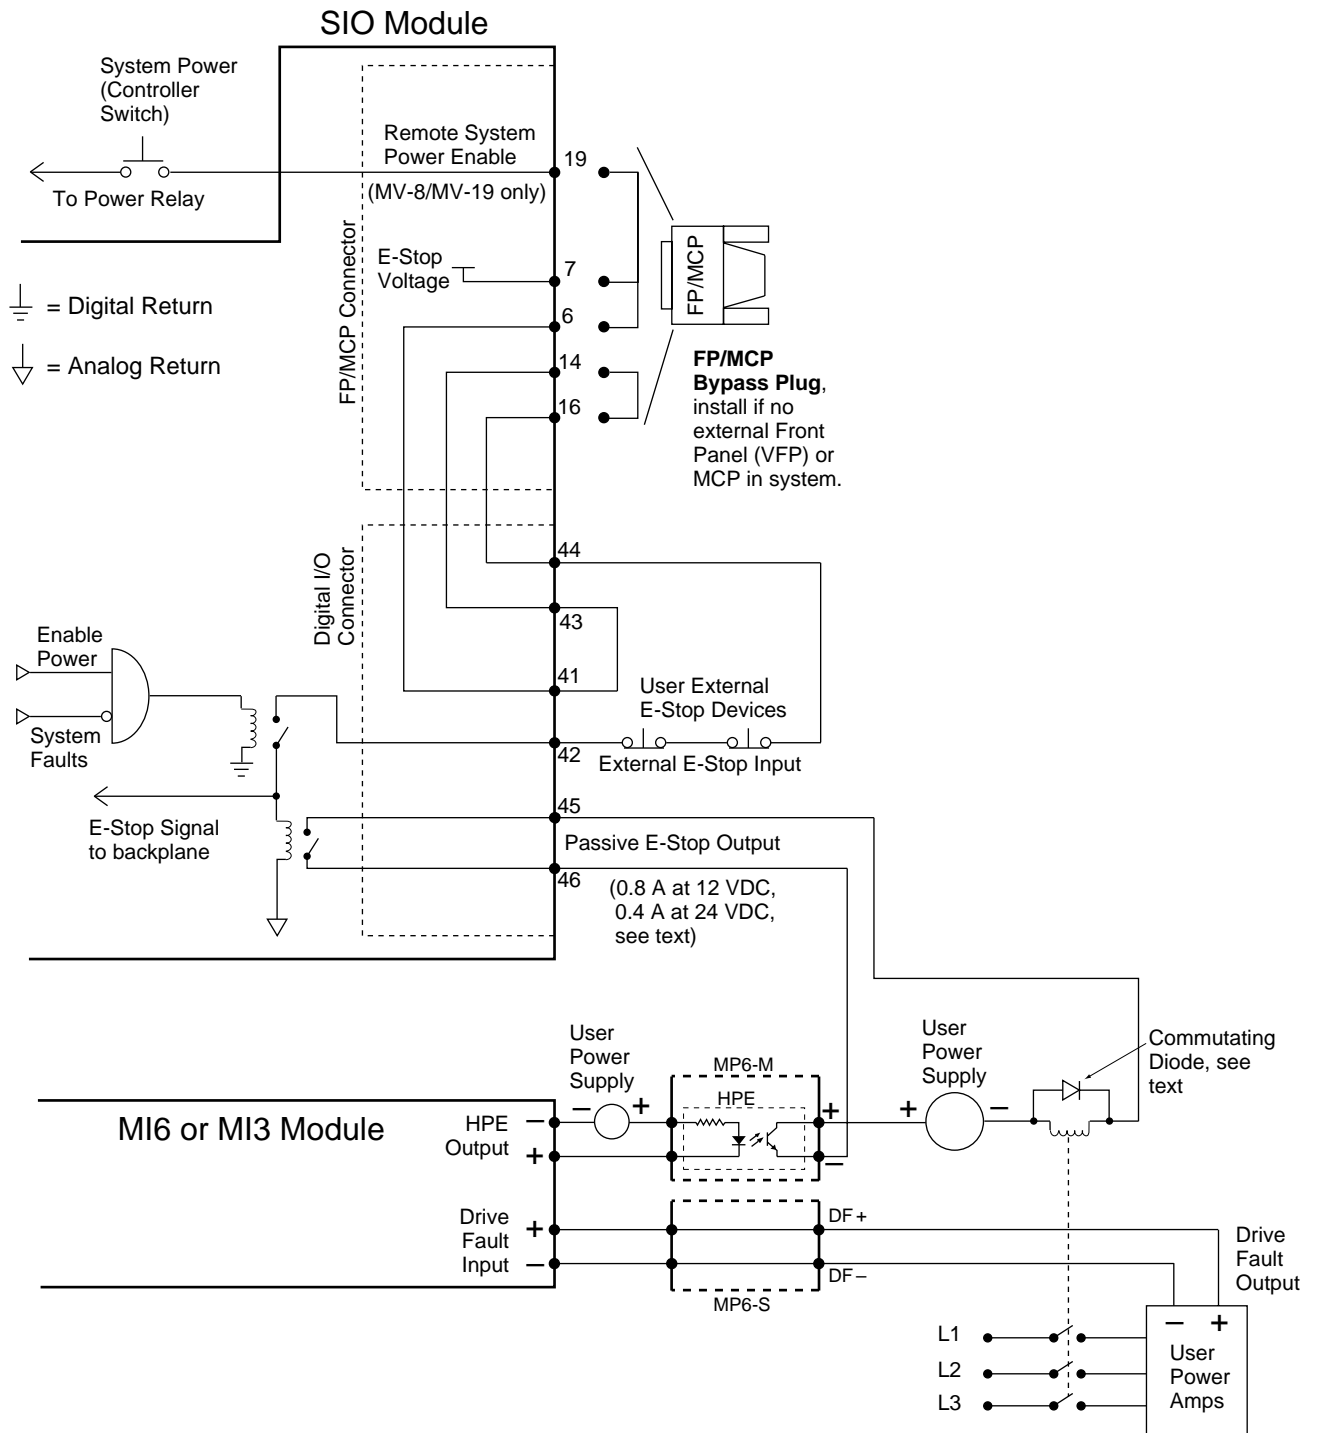 SIO Module
System Power
(Controller
Switch)
To Power Relay
Remote System
Power Enable
(MV-8/MV-19 only)
19
E-Stop
Voltage
7
6
14
16
FP/MCP Connector
FP/MCP
FP/MCP
Bypass Plug,
install if no
external Front
Panel (VFP) or
MCP in system.
= Digital Return
= Analog Return
Digital I/O
Connector
44
43
41
42
45
46
Enable
Power
System
Faults
User External
E-Stop Devices
External E-Stop Input
E-Stop Signal
to backplane
Passive E-Stop Output
(0.8 A at 12 VDC,
0.4 A at 24 VDC,
see text)
User
Power
Supply
MP6-M
HPE
User
Power
Supply
Commutating
Diode, see
text
MI6 or MI3 Module
HPE
Output
–
+
– +
+
–
+ –
Drive
Fault
Input
+
–
DF+
DF–
MP6-S
Drive
Fault
Output
– +
User
Power
Amps
L1
L2
L3